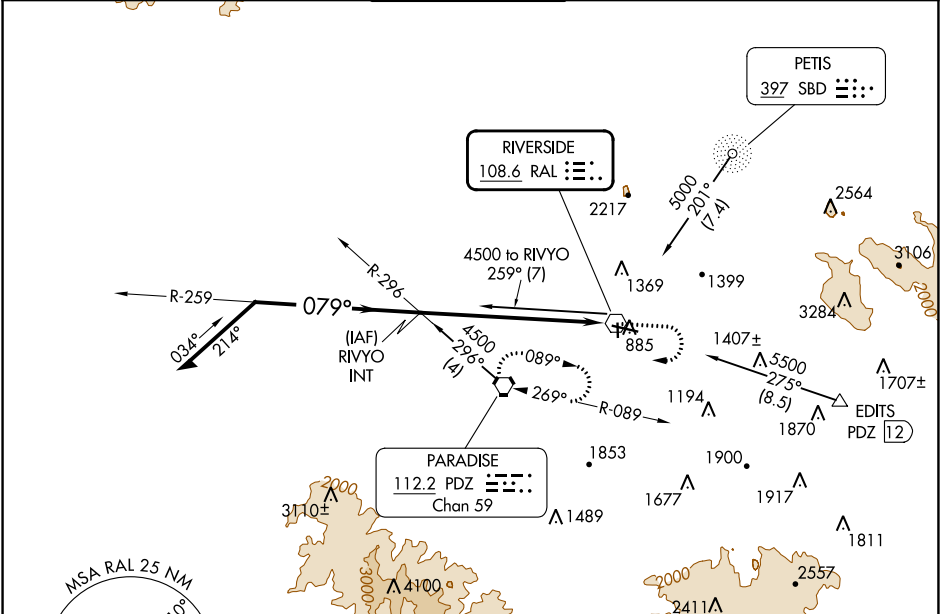 PETIS
397 SBD
RIVERSIDE
108.6 RAL
5000
201°
(7.4)
2217
2564
3106
2000
3284
4500 to RIVYO
259° (7)
R-296
R-259
079°
1369
1399
885
034°
214°
(IAF)
RIVYO
INT
4500
296°
(4)
089°
269°
R-089
1407±
5500
275°
(8.5)
1707±
EDITS
PDZ 12
1194
1870
1853
1900
PARADISE
112.2 PDZ
Chan 59
1677
1917
2000
3110±
1489
1811
MSA RAL 25 NM
3000
4100
2000
2557
2411